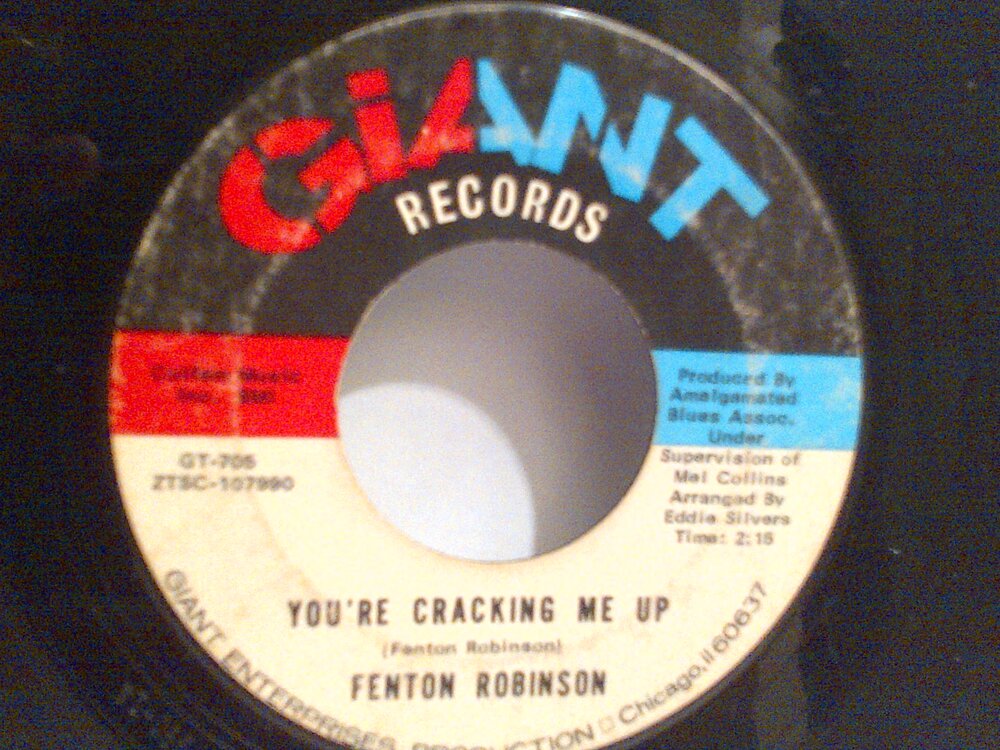 GIANT
RECORDS
Music
GT-705
ZTSC-107990
Produced By
Amalgamated
Blues Assoc.
Under
Supervision of
Mel Collins
Arranged By
Eddie Silvers
Time: 2:15
YOU'RE CRACKING ME UP
(Fenton Robinson)
FENTON ROBINSON
GIANT ENTERPRISES PRODUCTION □ Chicago, Il 60637